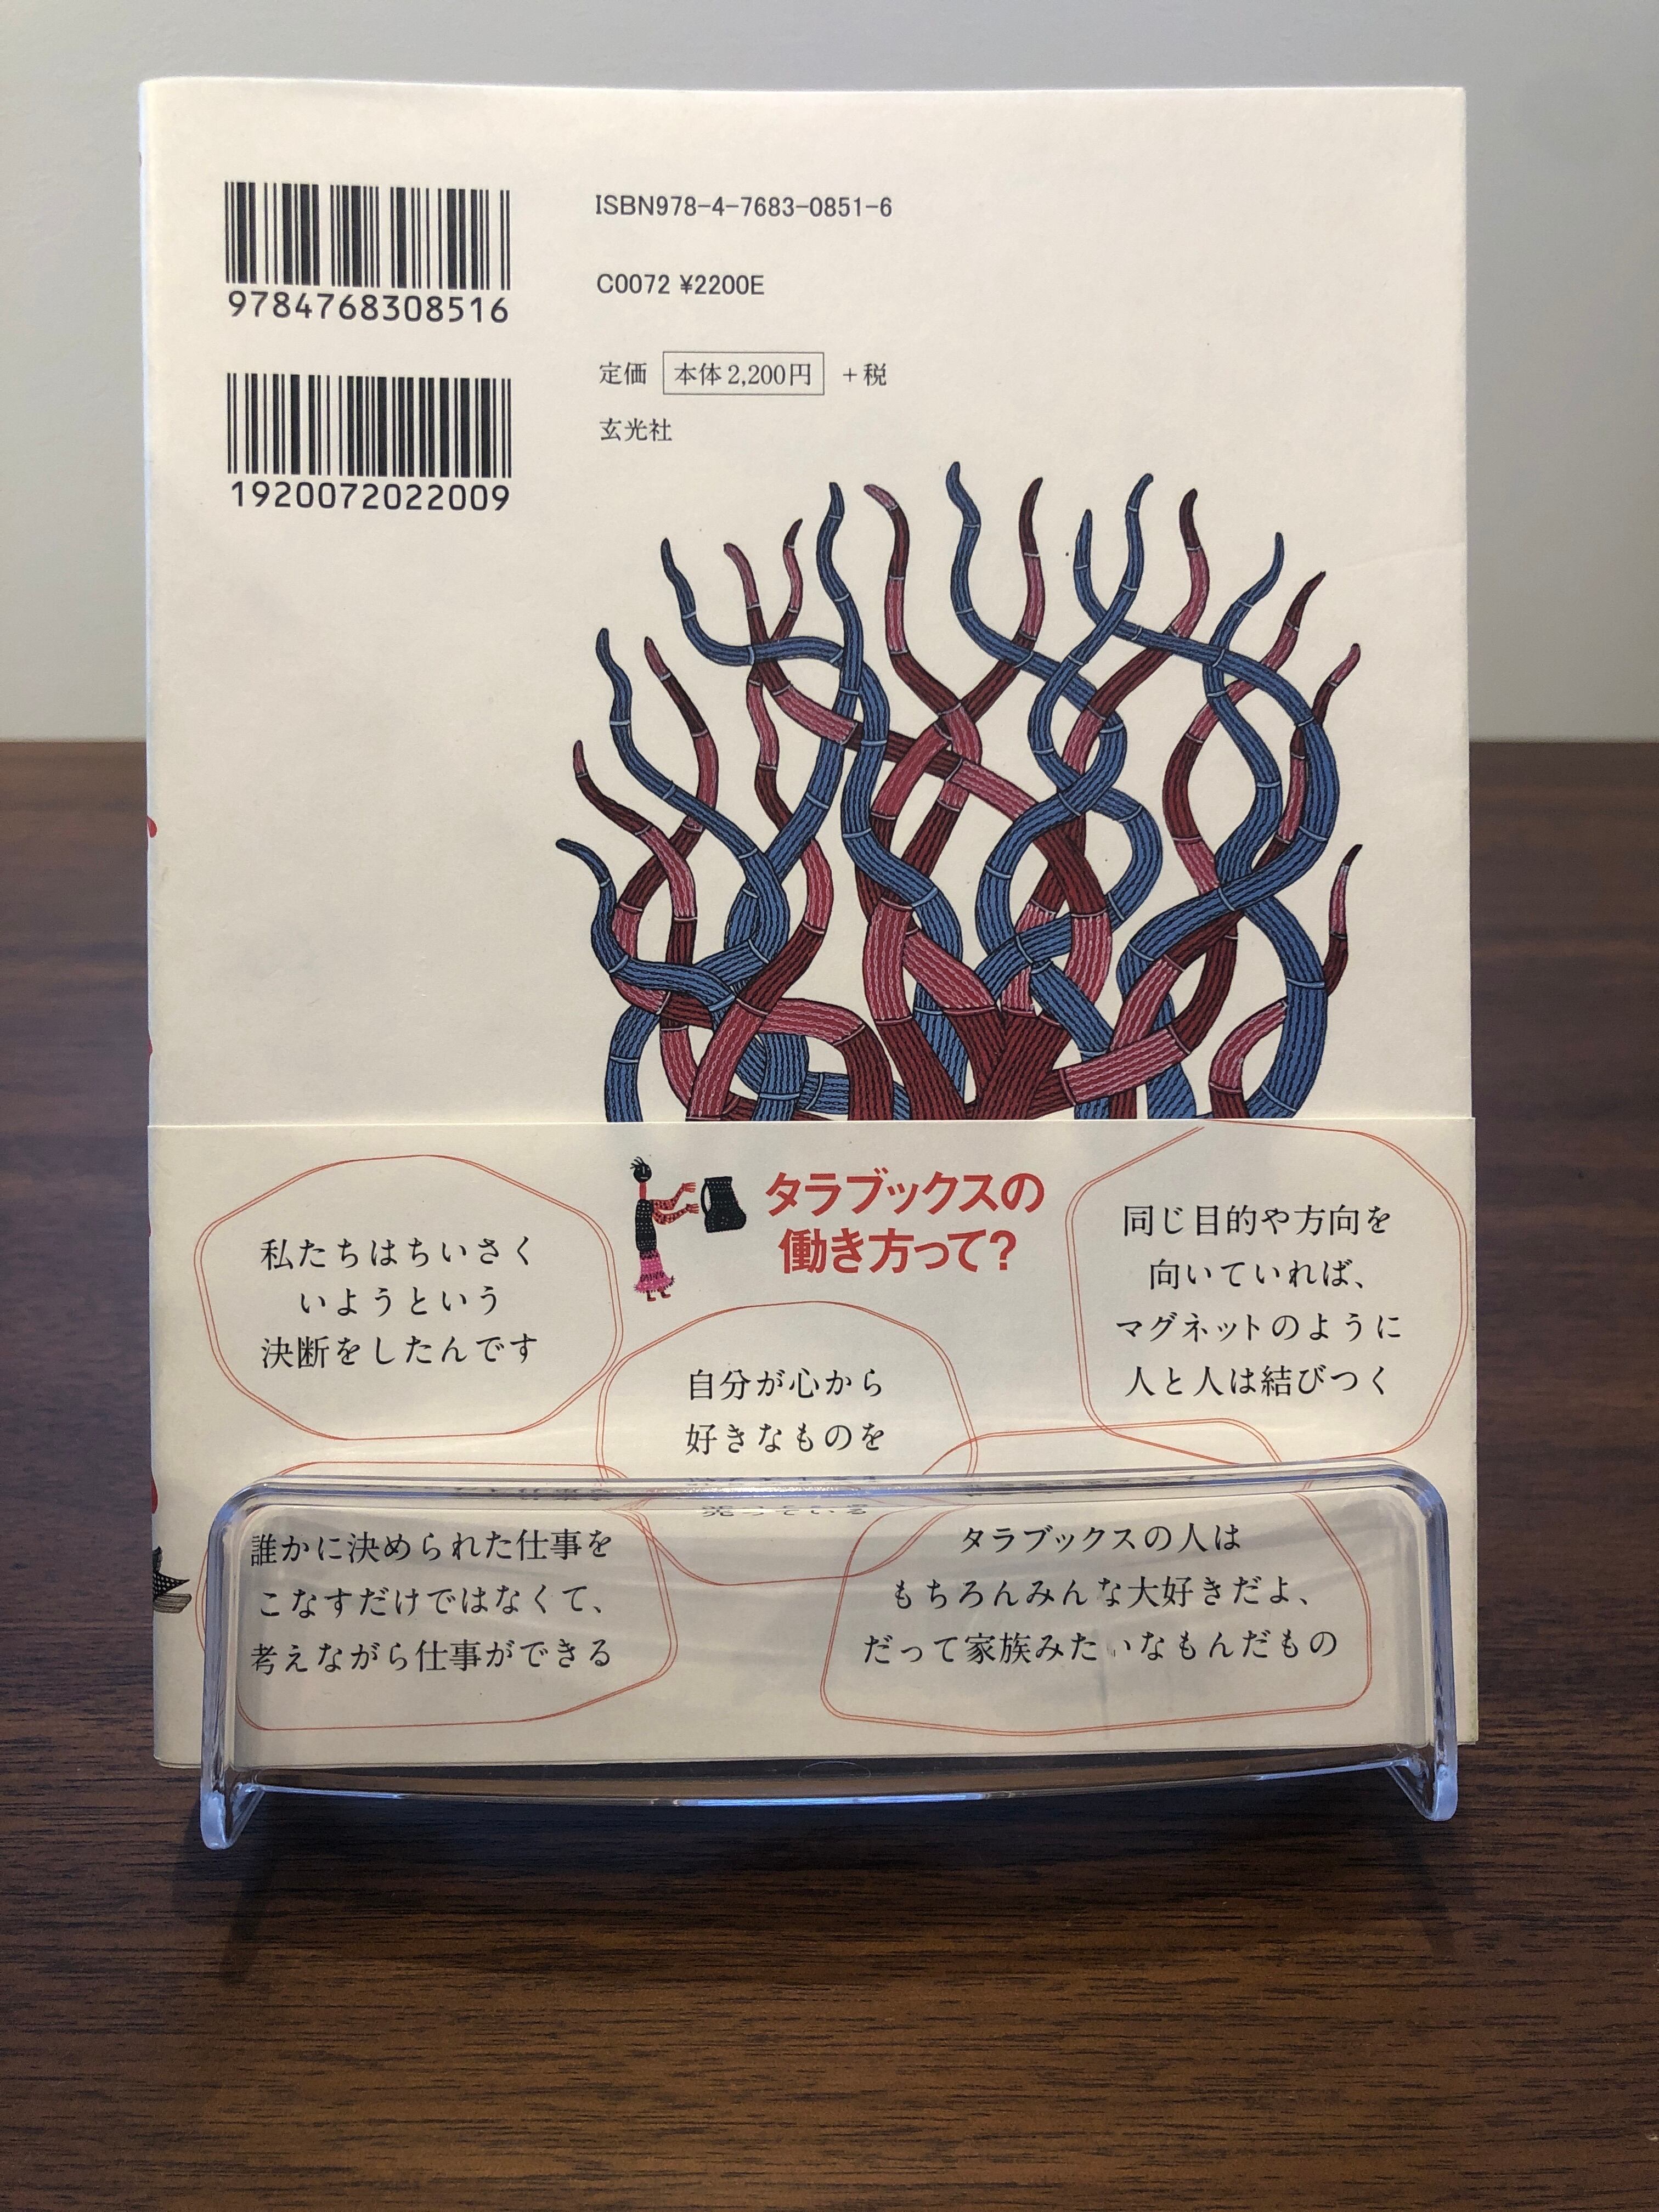 9784768308516
1920072022009
ISBN978-4-7683-0851-6
C0072 ¥2200E
定価 本体2,200円 +税
玄光社
タラブックスの
働き方って?
私たちはちいさく
いようという
決断をしたんです
同じ目的や方向を
向いていれば、
マグネットのように
人と人は結びつく
自分が心から
好きなものを
売っている
誰かに決められた仕事を
こなすだけではなくて、
考えながら仕事ができる
タラブックスの人は
もちろんみんな大好きだよ、
だって家族みたいなもんだもの